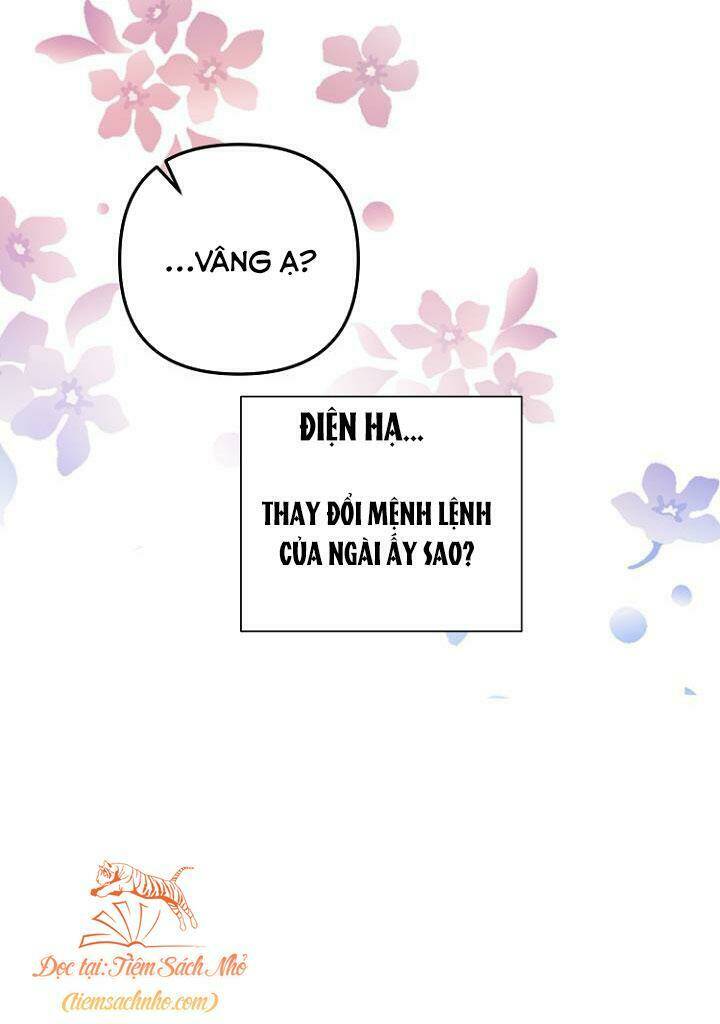 ...VÂNG Ạ?
ĐIỆN HẠ...
THAY ĐỔI MỆNH LỆNH
CỦA NGÀI ẤY SAO?
Đọc tại: Tiệm Sách Nhỏ
(tiemsachnho.com)